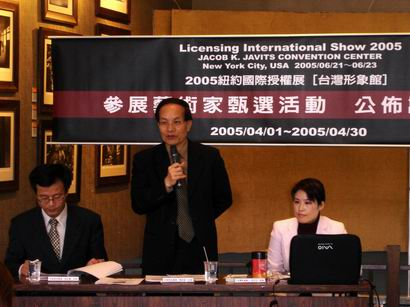 Licensing International Show 2005
JACOB K. JAVITS CONVENTION CENTER
New York City, USA 2005/06/21~06/23
2005紐約國際授權展 [台灣形象館]
參展藝術家甄選活動 公佈
2005/04/01~2005/04/30
VAIO